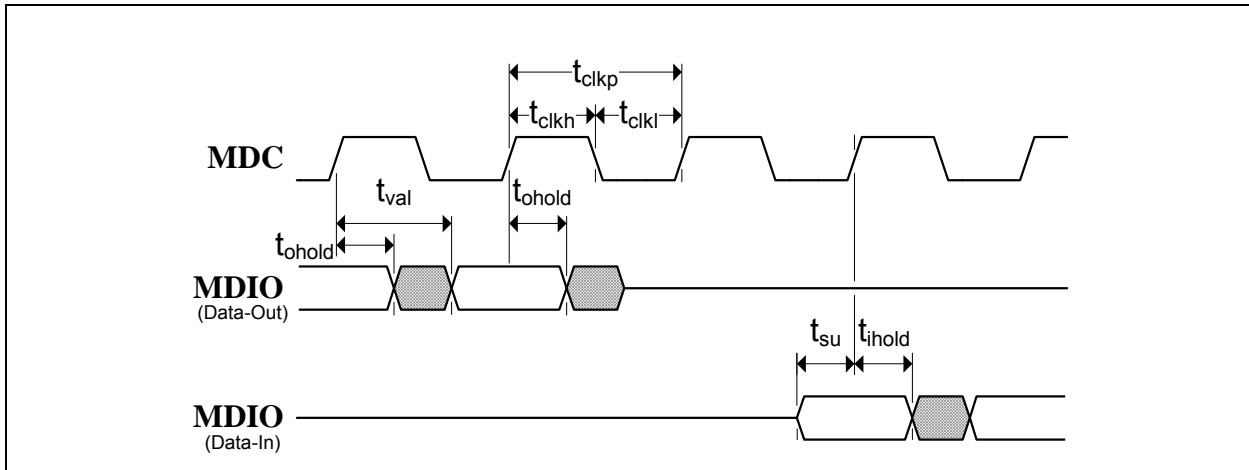 tclkp
tclkh tclkl
MDC
tval tohold
tohold
MDIO
(Data-Out)
tsu tihold
MDIO
(Data-In)